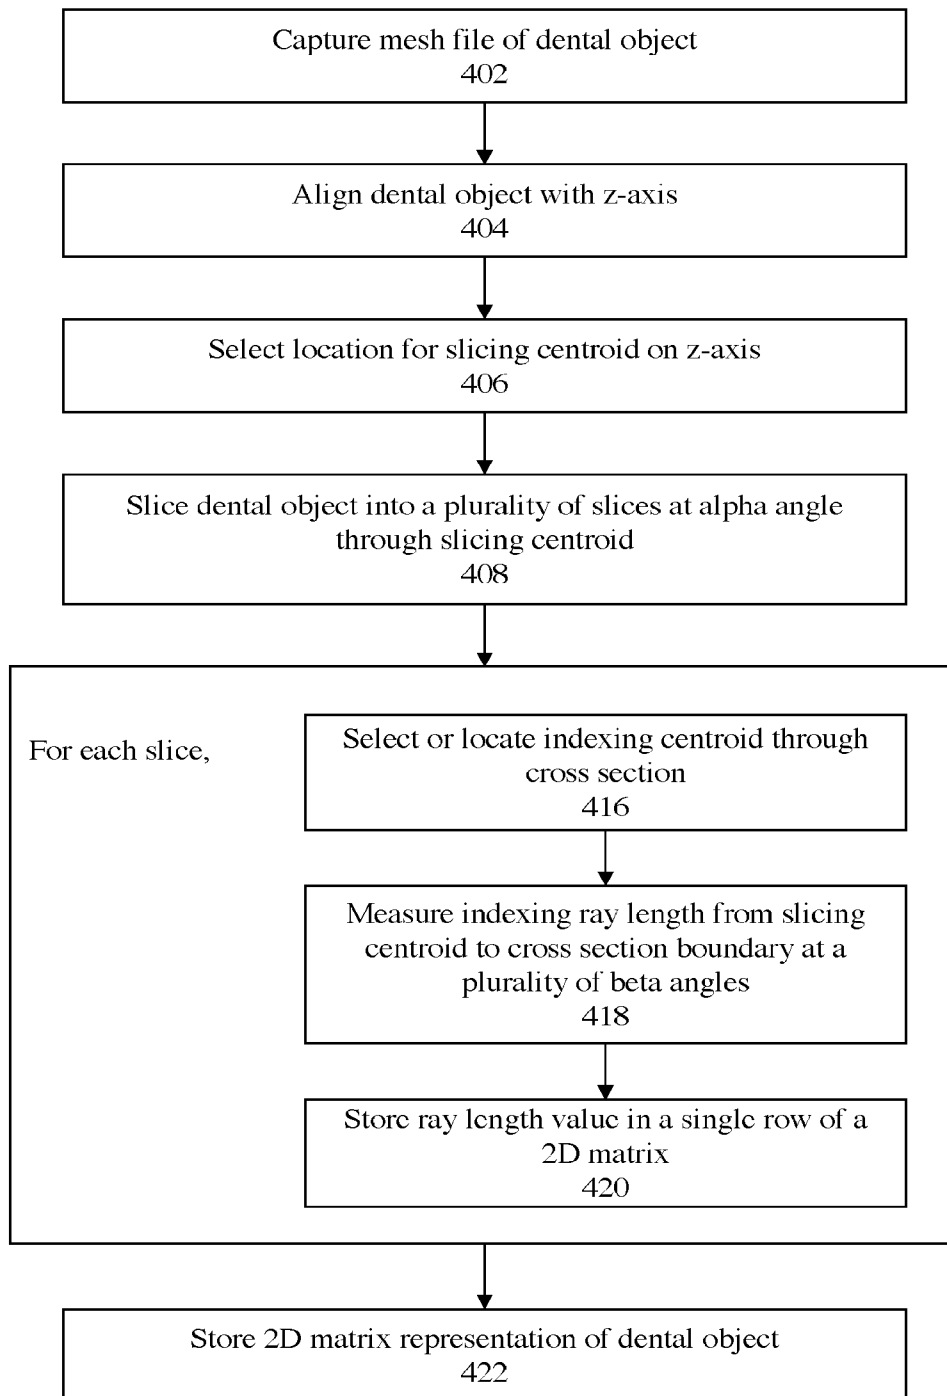 Capture mesh file of dental object
402
Align dental object with z-axis
404
Select location for slicing centroid on z-axis
406
Slice dental object into a plurality of slices at alpha angle
through slicing centroid
408
For each slice,
Select or locate indexing centroid through
cross section
416
Measure indexing ray length from slicing
centroid to cross section boundary at a
plurality of beta angles
418
Store ray length value in a single row of a
2D matrix
420
Store 2D matrix representation of dental object
422